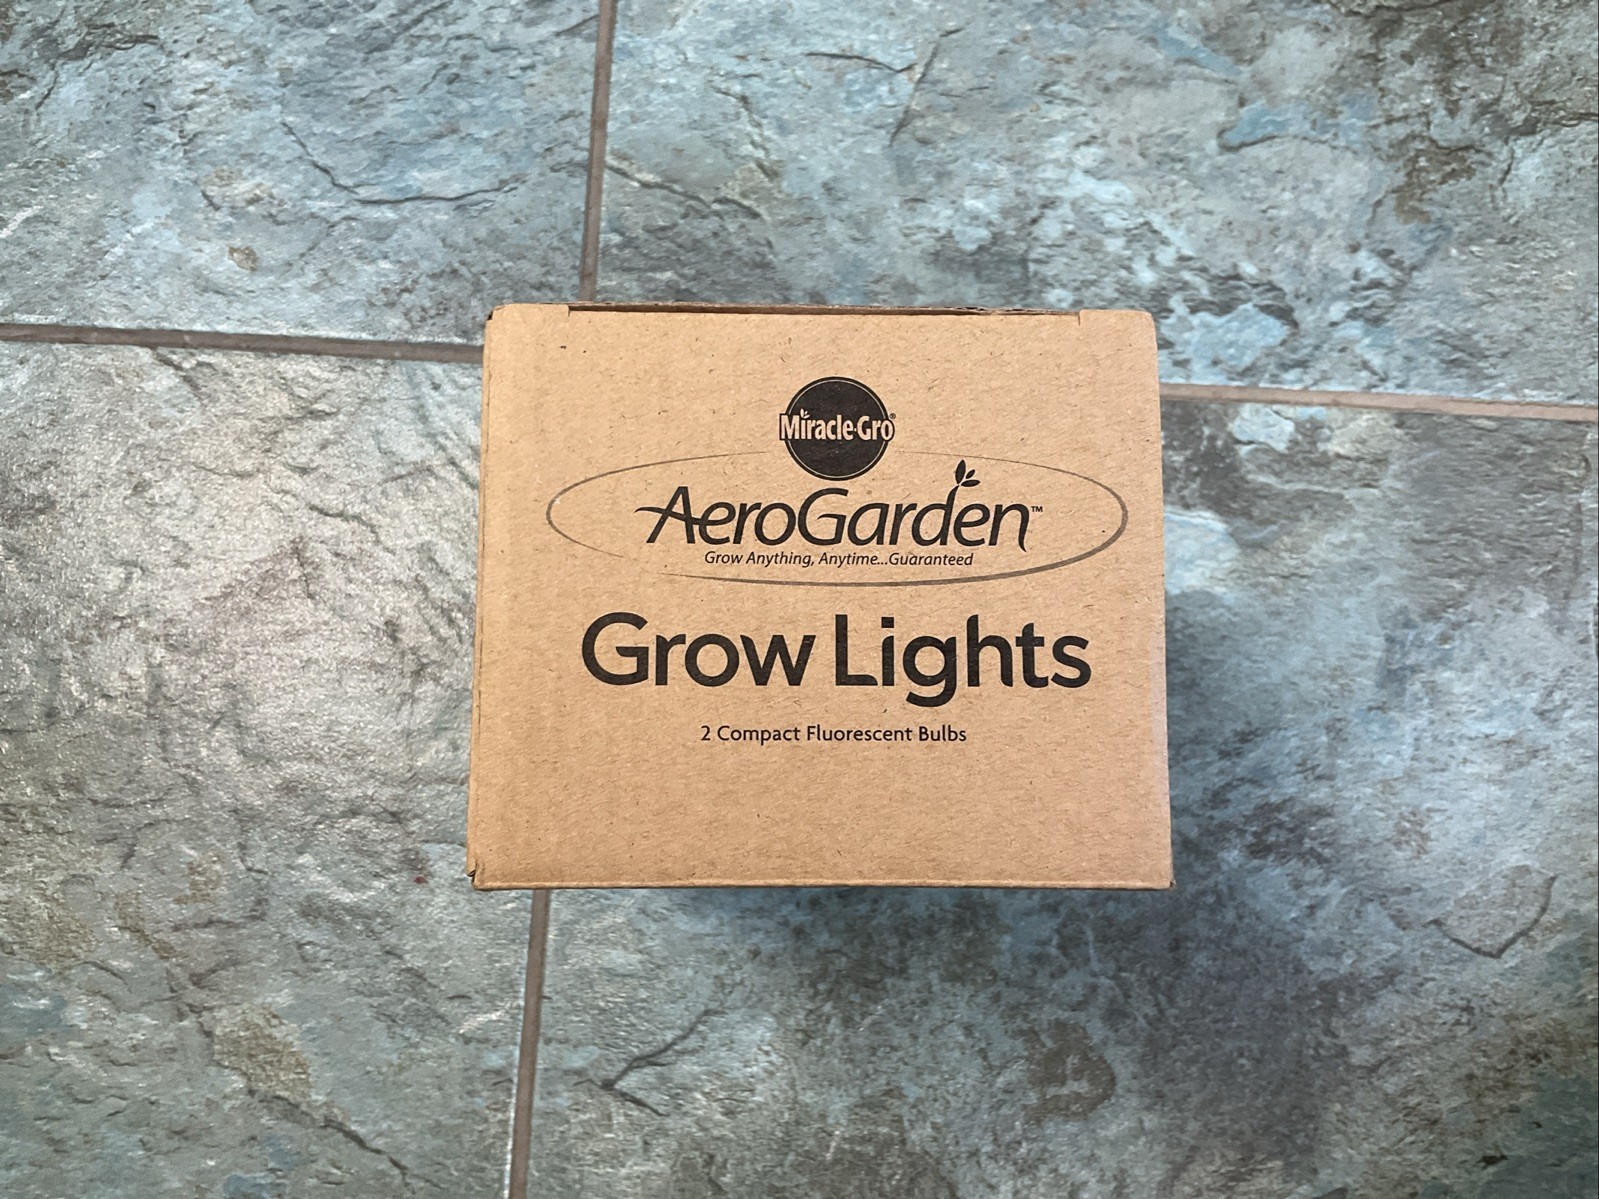 Miracle-Gro®
AeroGarden™
Grow Anything, Anytime...Guaranteed
Grow Lights
2 Compact Fluorescent Bulbs